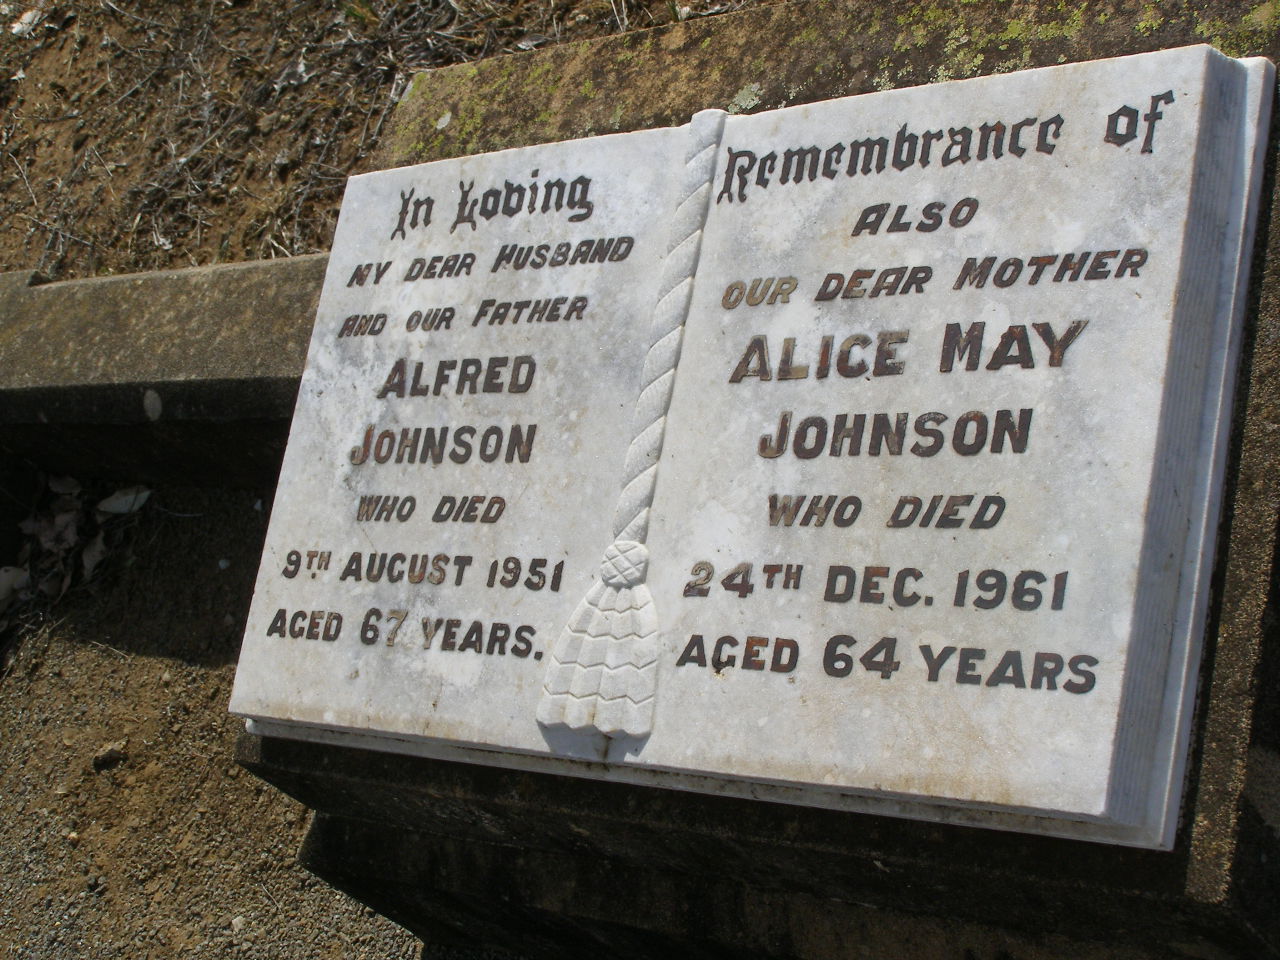 In Loving Remembrance of
MY DEAR HUSBAND
AND OUR FATHER
ALFRED
JOHNSON
WHO DIED
9TH AUGUST 1951
AGED 67 YEARS.
ALSO
OUR DEAR MOTHER
ALICE MAY
JOHNSON
WHO DIED
24TH DEC. 1961
AGED 64 YEARS